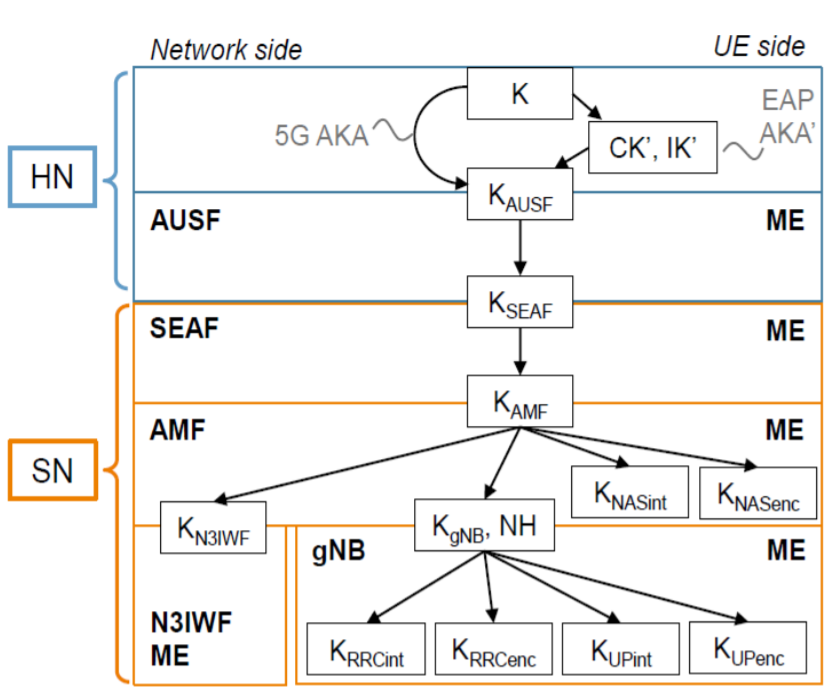 Network side
UE side
K
EAP
AKA'
5G AKA
CK', IK'
HN
KAUSF
AUSF
ME
KSEAF
SEAF
ME
KAMF
AMF
ME
SN
KNASint
KNASenc
KN3IWF
KgNB, NH
gNB
ME
N3IWF
ME
KRRCint
KRRCenc
KUPint
KUPenc